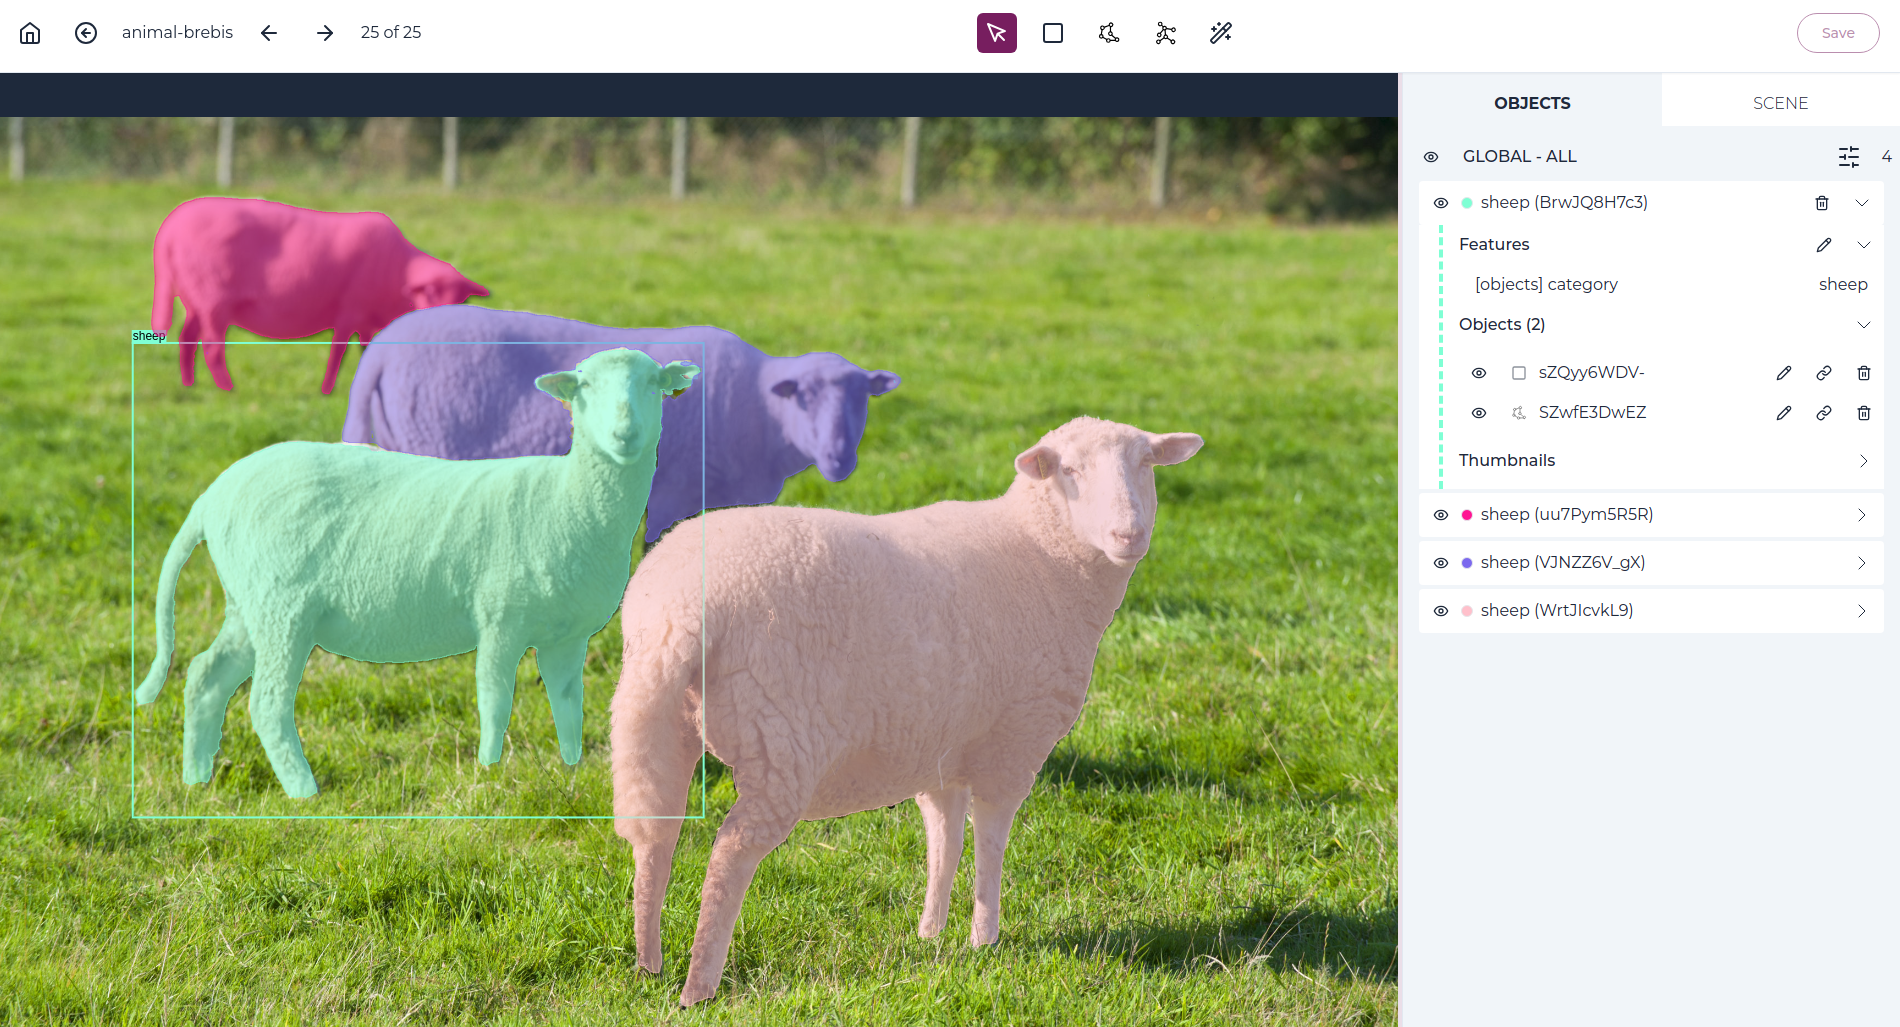 animal-brebis
25 of 25
Save
OBJECTS
SCENE
GLOBAL - ALL
4
sheep (BrwJQ8H7c3)
Features
[objects] category
sheep
Objects (2)
sZQyy6WDV-
SZwfE3DwEZ
Thumbnails
sheep (uu7Pym5R5R)
sheep (VJNZZ6V_gX)
sheep (WrtJIcvkL9)
sheep